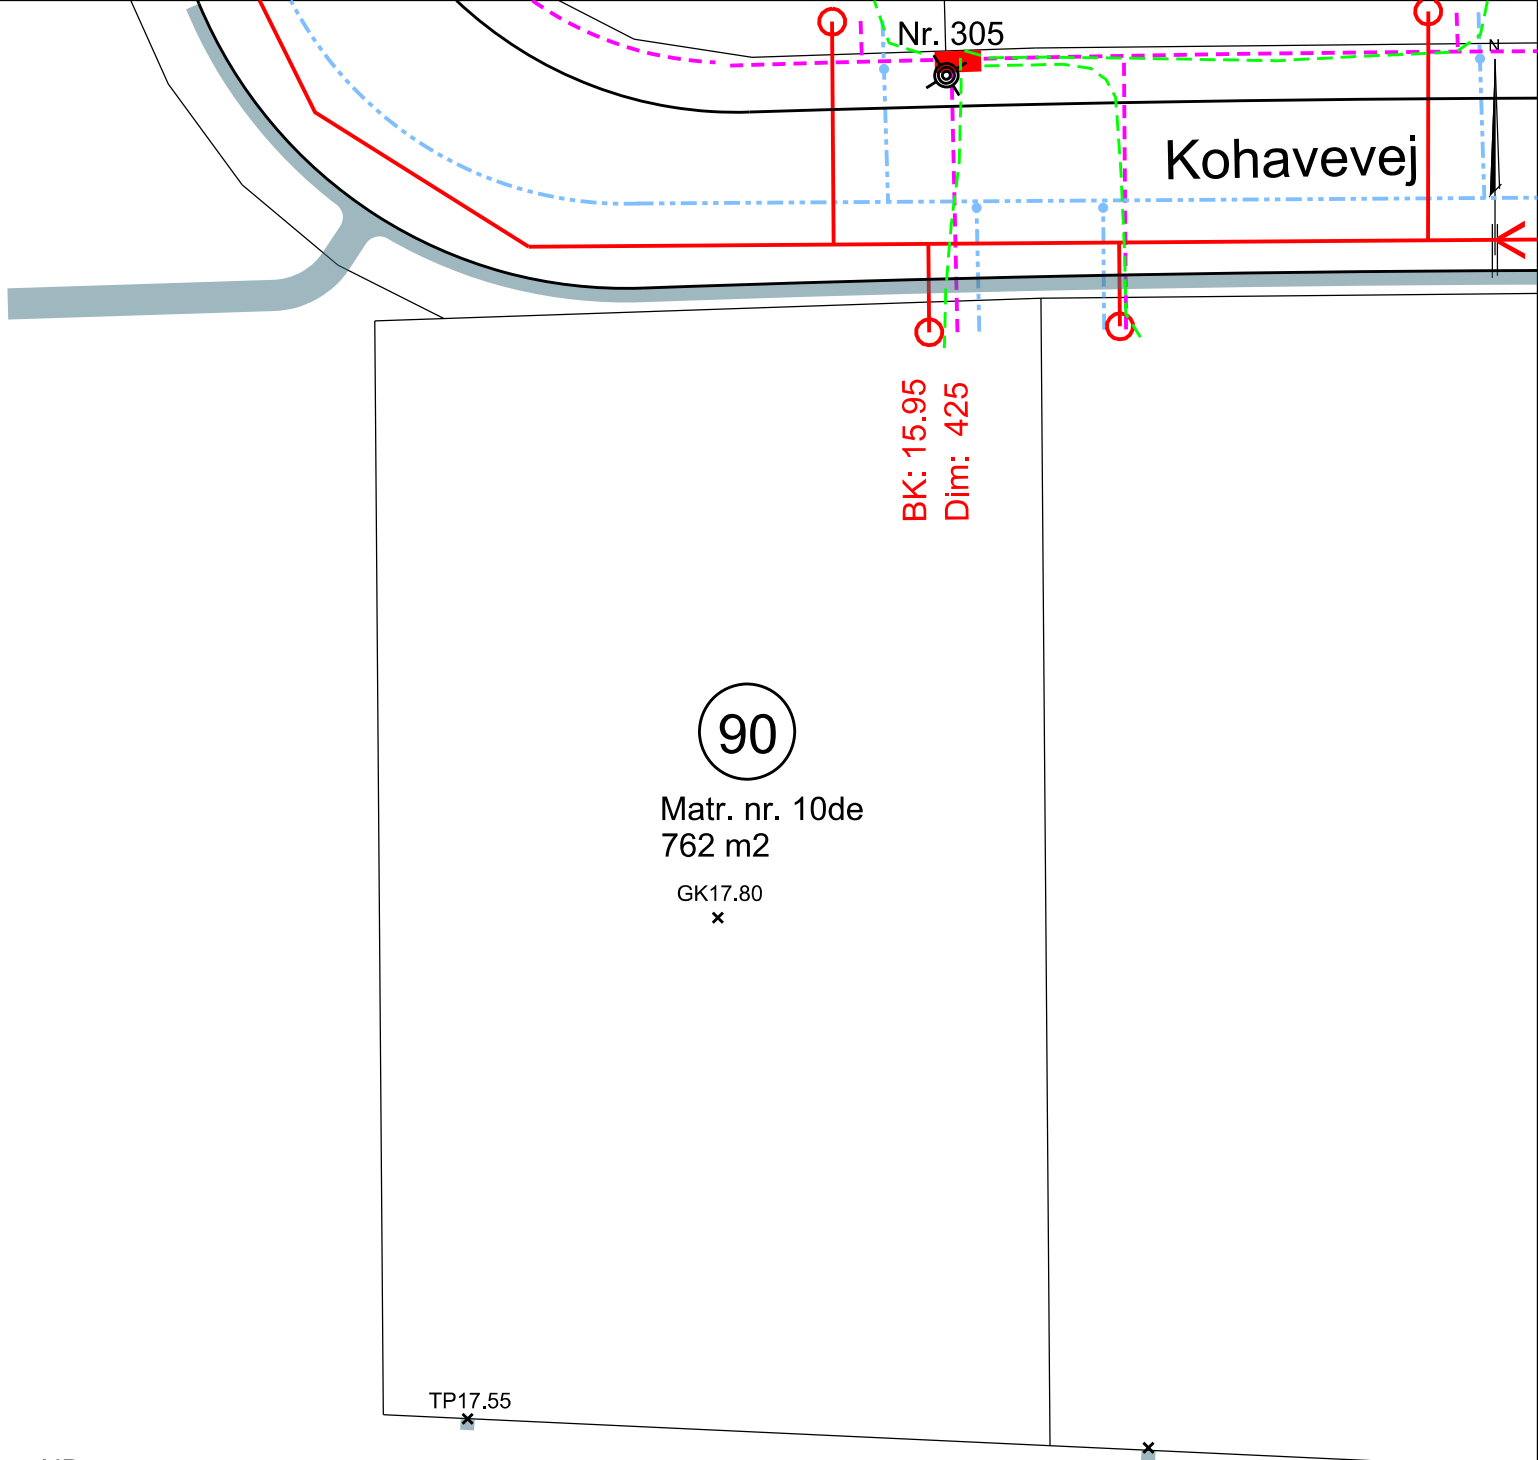 Nr. 305
N
Kohavevej
BK: 15.95
Dim: 425
90
Matr. nr. 10de
762 m2
GK17.80
TP17.55